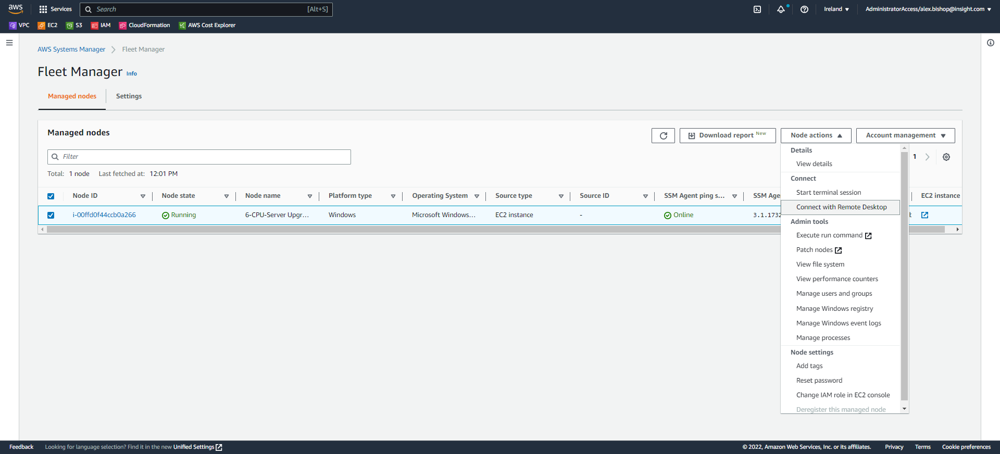 aws Services Search [Alt+S] Ireland AdministratorAccess/alex.bishop@insight.com
VPC EC2 S3 IAM CloudFormation AWS Cost Explorer
AWS Systems Manager Fleet Manager
Fleet Manager Info
Managed nodes Settings
Managed nodes
Download report New Node actions Account management
Filter
1
Total: 1 node Last fetched at: 12:01 PM
Node ID Node state Node name Platform type Operating System Source type Source ID SSM Agent ping s... SSM Age EC2 instance
i-00ffd0f44ccb0a266 Running 6-CPU-Server Upgr... Windows Microsoft Windows... EC2 instance - Online 3.1.1732
Details
View details
Connect
Start terminal session
Connect with Remote Desktop
Admin tools
Execute run command
Patch nodes
View file system
View performance counters
Manage users and groups
Manage Windows registry
Manage Windows event logs
Manage processes
Node settings
Add tags
Reset password
Change IAM role in EC2 console
Deregister this managed node
Feedback Looking for language selection? Find it in the new Unified Settings © 2022, Amazon Web Services, Inc. or its affiliates. Privacy Terms Cookie preferences